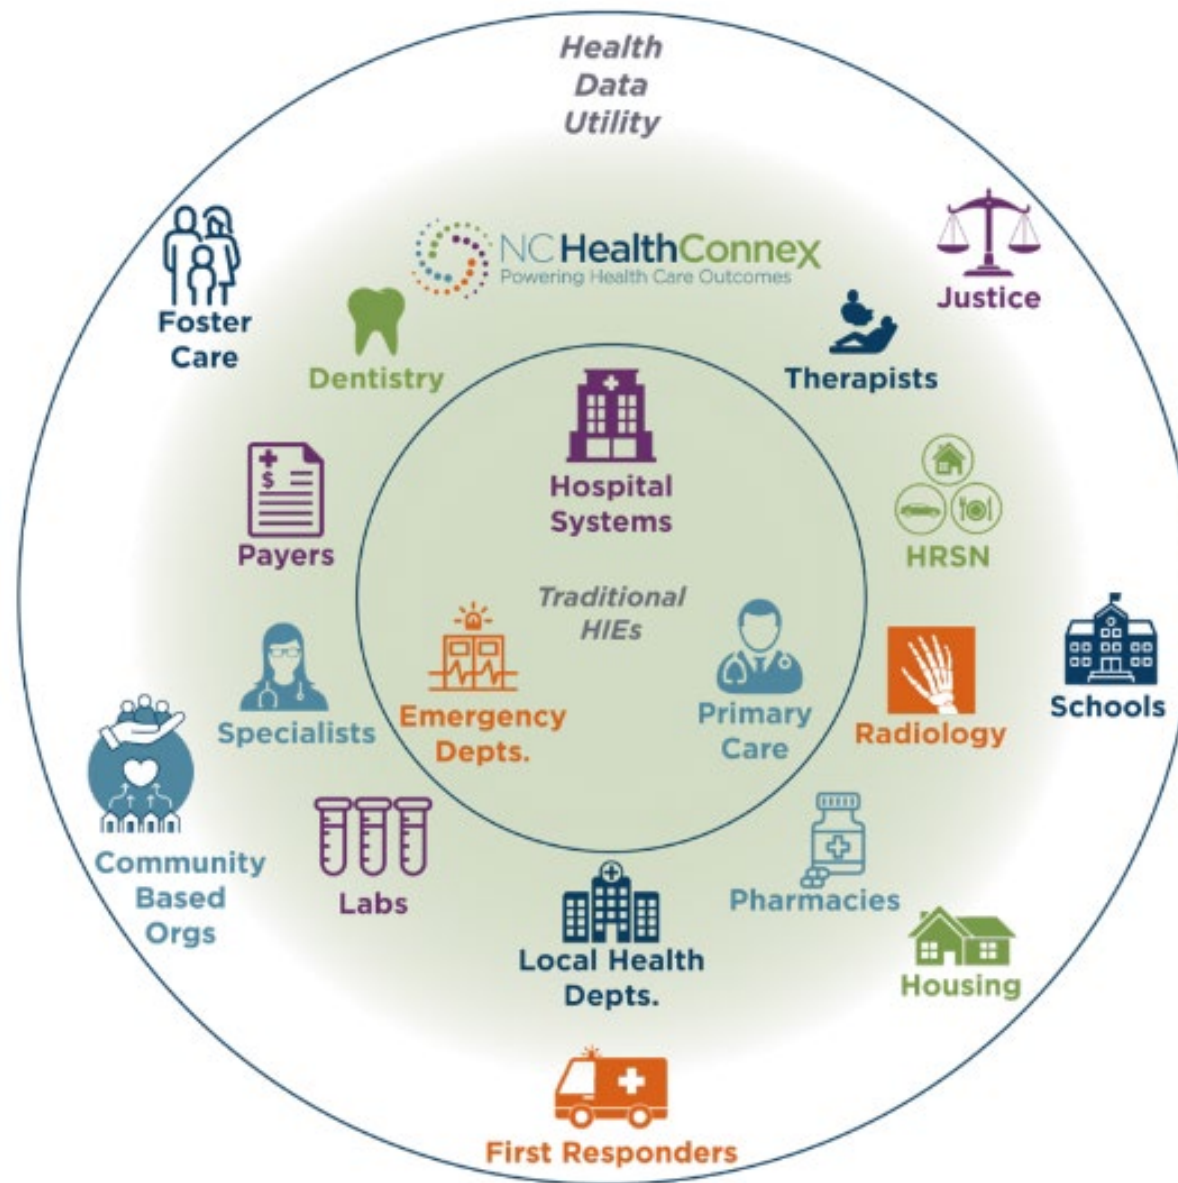 Health
Data
Utility
NCHealthConnex
Powering Health Care Outcomes
Foster
Care
Justice
Dentistry
Therapists
Hospital
Systems
Payers
$
HRSN
Traditional
HIEs
Specialists
Emergency
Depts.
Primary
Care
Radiology
Schools
Community
Based
Orgs
Labs
Pharmacies
Local Health
Depts.
Housing
First Responders